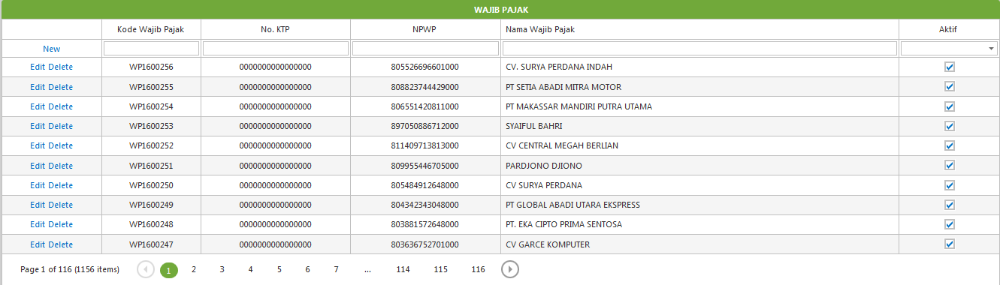 WAJIB PAJAK
Kode Wajib Pajak No. KTP NPWP Nama Wajib Pajak Aktif
New
Edit Delete WP1600256 0000000000000000 805526696601000 CV. SURYA PERDANA INDAH
Edit Delete WP1600255 0000000000000000 808823744429000 PT SETIA ABADI MITRA MOTOR
Edit Delete WP1600254 0000000000000000 806551420811000 PT MAKASSAR MANDIRI PUTRA UTAMA
Edit Delete WP1600253 0000000000000000 897050886712000 SYAIFUL BAHRI
Edit Delete WP1600252 0000000000000000 811409713813000 CV CENTRAL MEGAH BERLIAN
Edit Delete WP1600251 0000000000000000 809955446705000 PARDJONO DJIONO
Edit Delete WP1600250 0000000000000000 805484912648000 CV SURYA PERDANA
Edit Delete WP1600249 0000000000000000 804342343048000 PT GLOBAL ABADI UTARA EKSPRESS
Edit Delete WP1600248 0000000000000000 803881572648000 PT. EKA CIPTO PRIMA SENTOSA
Edit Delete WP1600247 0000000000000000 803636752701000 CV GARCE KOMPUTER
Page 1 of 116 (1156 items) 1 2 3 4 5 6 7 ... 114 115 116